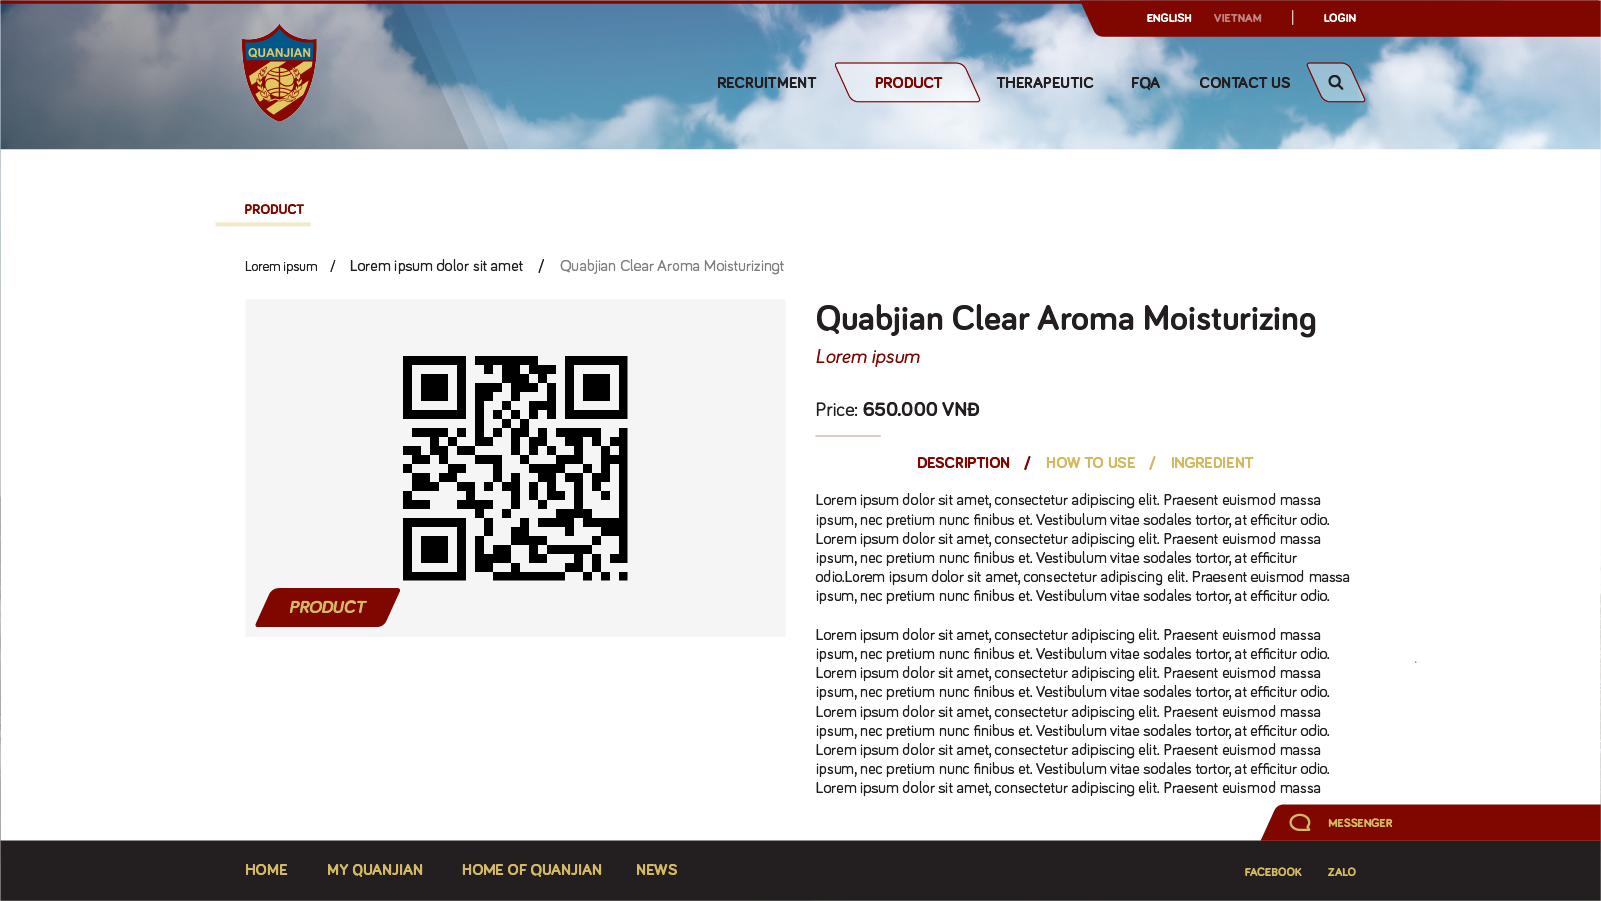 ENGLISH VIETNAM LOGIN
QUANJIAN
RECRUITMENT PRODUCT THERAPEUTIC FQA CONTACT US
PRODUCT
Lorem ipsum / Lorem ipsum dolor sit amet / Quabjian Clear Aroma Moisturizingt
Quabjian Clear Aroma Moisturizing
Lorem ipsum
Price: 650.000 VNĐ
DESCRIPTION / HOW TO USE / INGREDIENT
Lorem ipsum dolor sit amet, consectetur adipiscing elit. Praesent euismod massa
ipsum, nec pretium nunc finibus et. Vestibulum vitae sodales tortor, at efficitur odio.
Lorem ipsum dolor sit amet, consectetur adipiscing elit. Praesent euismod massa
ipsum, nec pretium nunc finibus et. Vestibulum vitae sodales tortor, at efficitur
odio.Lorem ipsum dolor sit amet, consectetur adipiscing elit. Praesent euismod massa
ipsum, nec pretium nunc finibus et. Vestibulum vitae sodales tortor, at efficitur odio.
Lorem ipsum dolor sit amet, consectetur adipiscing elit. Praesent euismod massa
ipsum, nec pretium nunc finibus et. Vestibulum vitae sodales tortor, at efficitur odio.
Lorem ipsum dolor sit amet, consectetur adipiscing elit. Praesent euismod massa
ipsum, nec pretium nunc finibus et. Vestibulum vitae sodales tortor, at efficitur odio.
Lorem ipsum dolor sit amet, consectetur adipiscing elit. Praesent euismod massa
ipsum, nec pretium nunc finibus et. Vestibulum vitae sodales tortor, at efficitur odio.
Lorem ipsum dolor sit amet, consectetur adipiscing elit. Praesent euismod massa
ipsum, nec pretium nunc finibus et. Vestibulum vitae sodales tortor, at efficitur odio.
Lorem ipsum dolor sit amet, consectetur adipiscing elit. Praesent euismod massa
PRODUCT
MESSENGER
HOME MY QUANJIAN HOME OF QUANJIAN NEWS
FACEBOOK ZALO